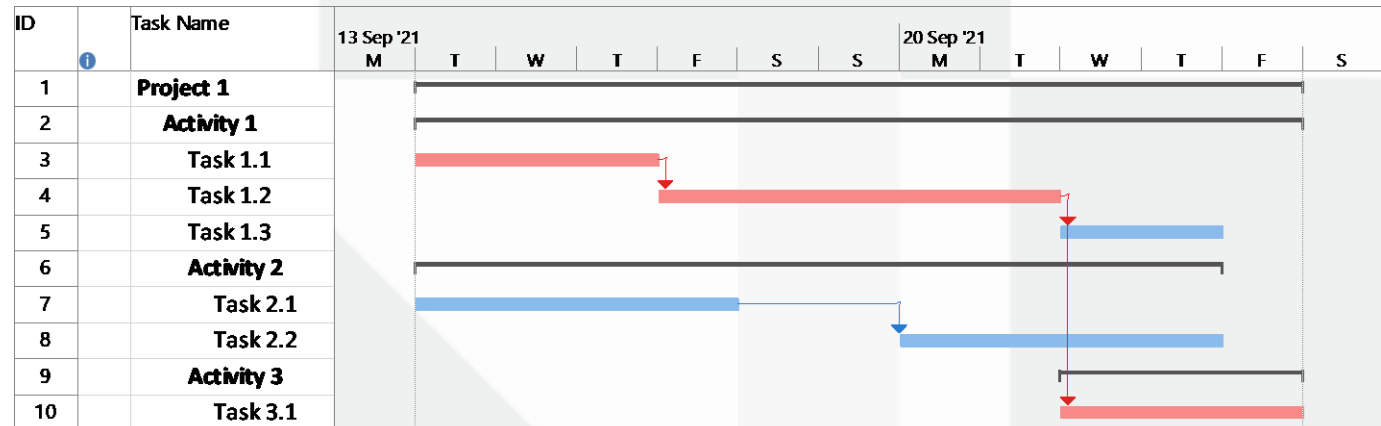 ID Task Name 13 Sep '21 20 Sep '21
M T W T F S S M T W T F S
1 Project 1
2 Activity 1
3 Task 1.1
4 Task 1.2
5 Task 1.3
6 Activity 2
7 Task 2.1
8 Task 2.2
9 Activity 3
10 Task 3.1